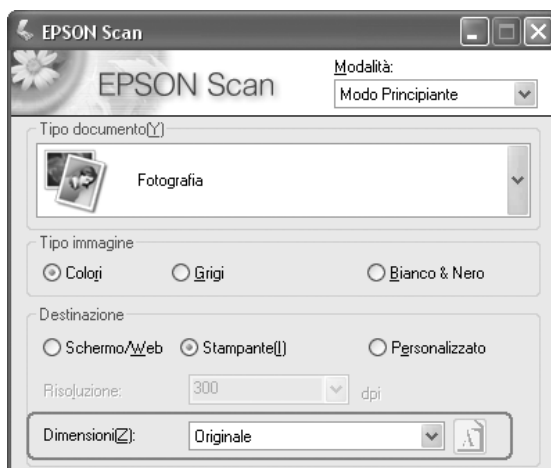 EPSON Scan
EPSON Scan
Modalità:
Modo Principiante
Tipo documento(Y)
Fotografia
Tipo immagine
Colori Grigi Bianco & Nero
Destinazione
Schermo/Web Stampante(I) Personalizzato
Risoluzione: 300 dpi
Dimensioni(Z): Originale